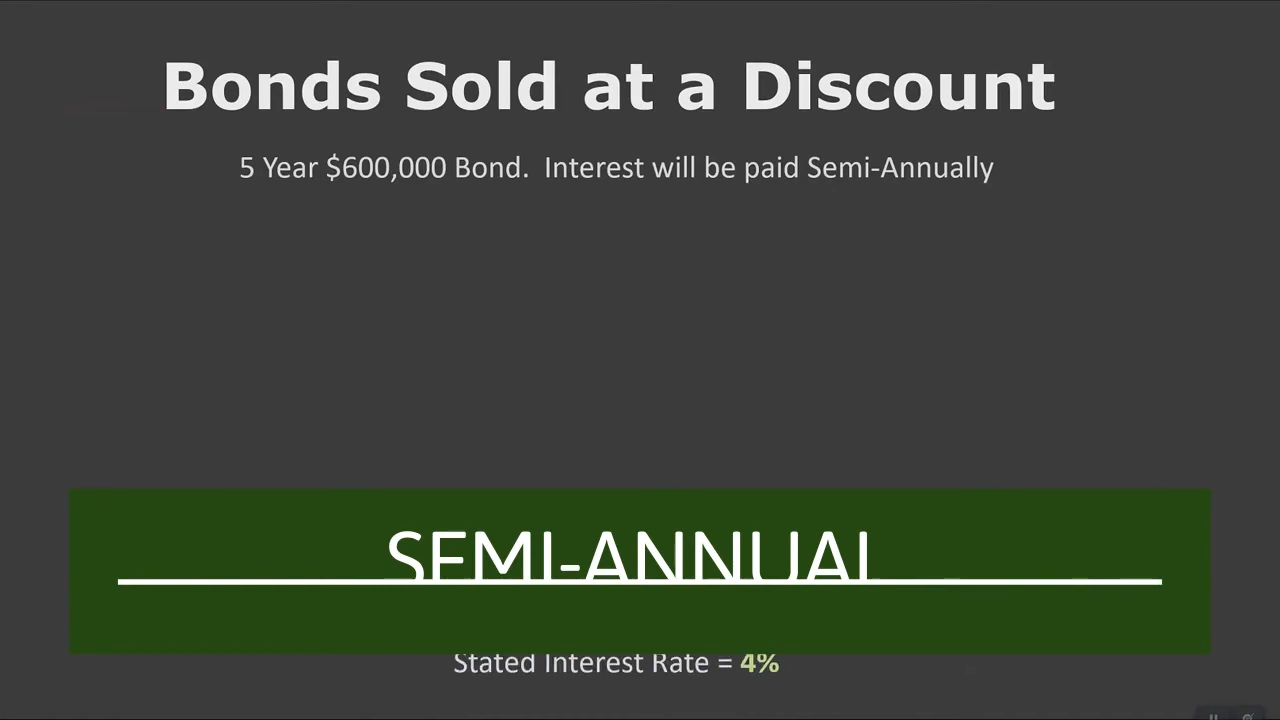 Bonds Sold at a Discount
5 Year $600,000 Bond. Interest will be paid Semi-Annually
SEMI-ANNUAL
Stated Interest Rate = 4%